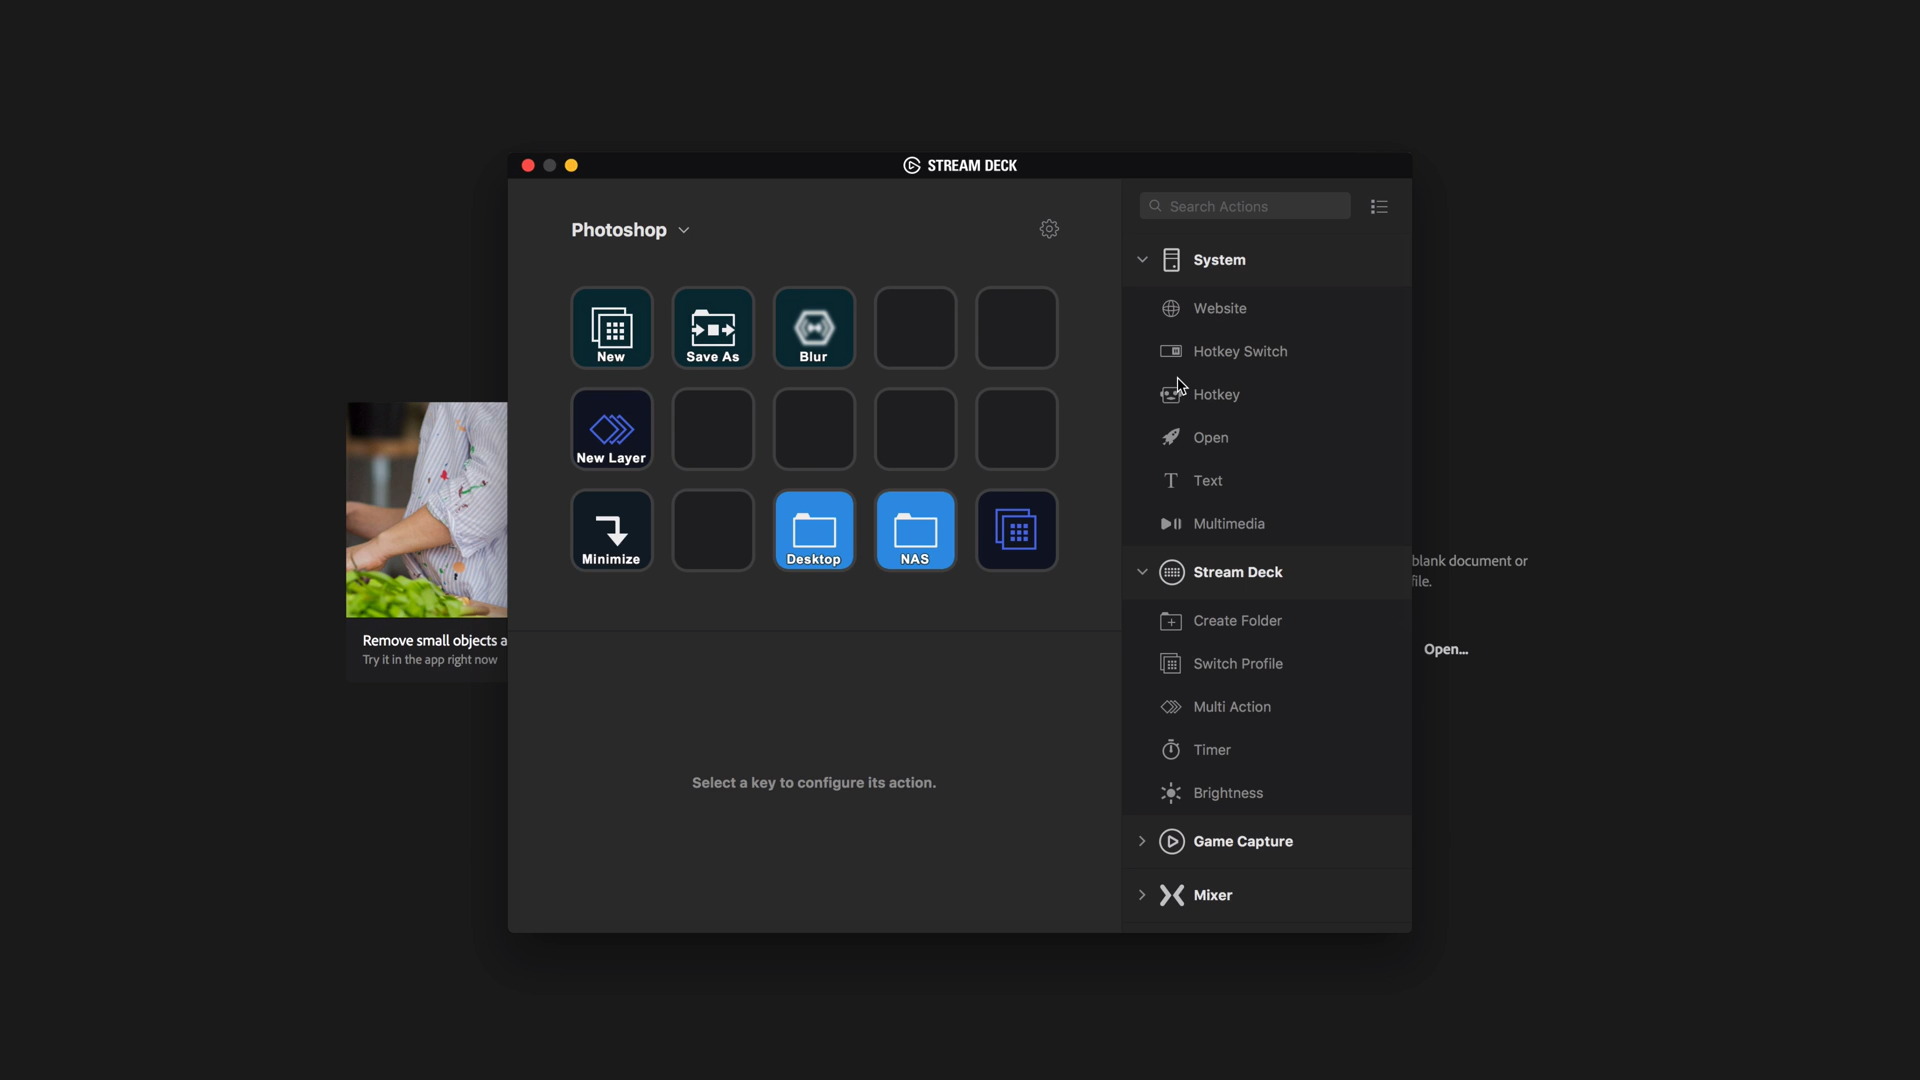 STREAM DECK
Photoshop
Search Actions
New
Save As
Blur
New Layer
Minimize
Desktop
NAS
Select a key to configure its action.
System
Website
Hotkey Switch
Hotkey
Open
Text
Multimedia
Stream Deck
Create Folder
Switch Profile
Multi Action
Timer
Brightness
Game Capture
Mixer
Remove small objects a
Try it in the app right now
blank document or
file.
Open...